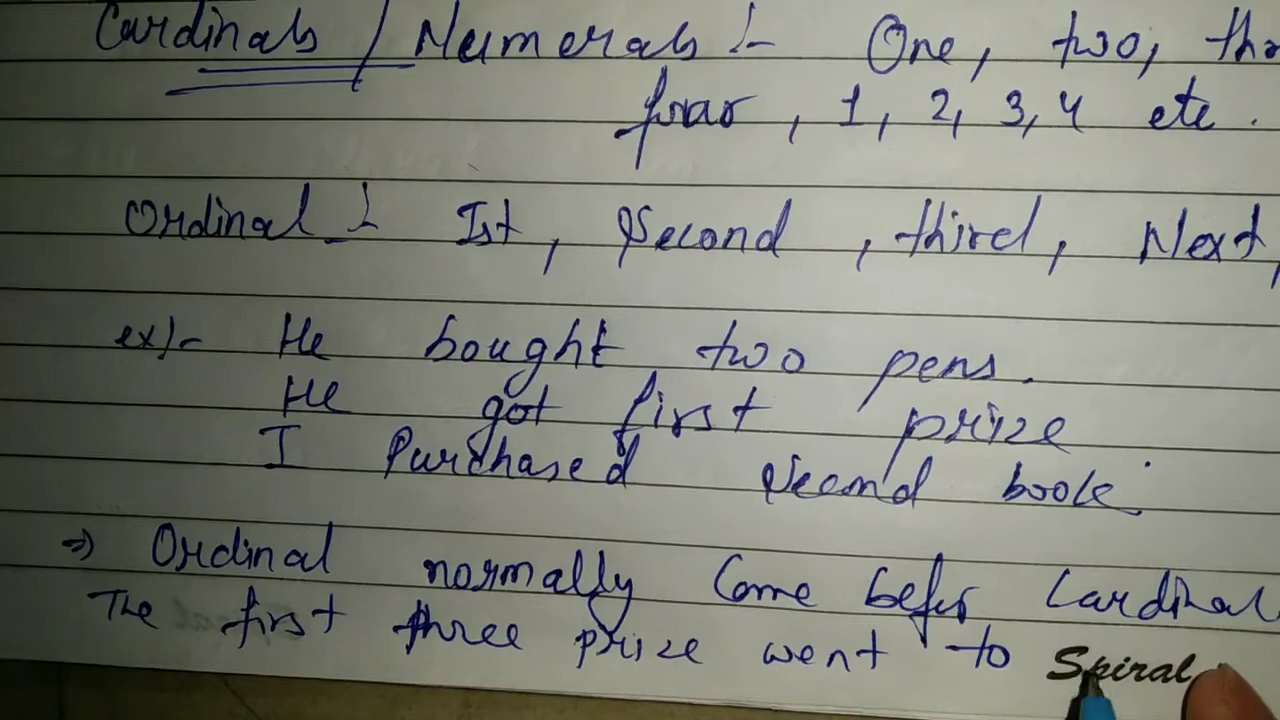 Cardinals / Numerals :- One, two, thr
four, 1, 2, 3, 4 etc.
Ordinal :- Ist, Second, third, Next,
ex/- He bought two pens.
He got first prize
I Purchased Second book.
⇒ Ordinal normally Come befor Cardinal
The first three prize went to
Spiral